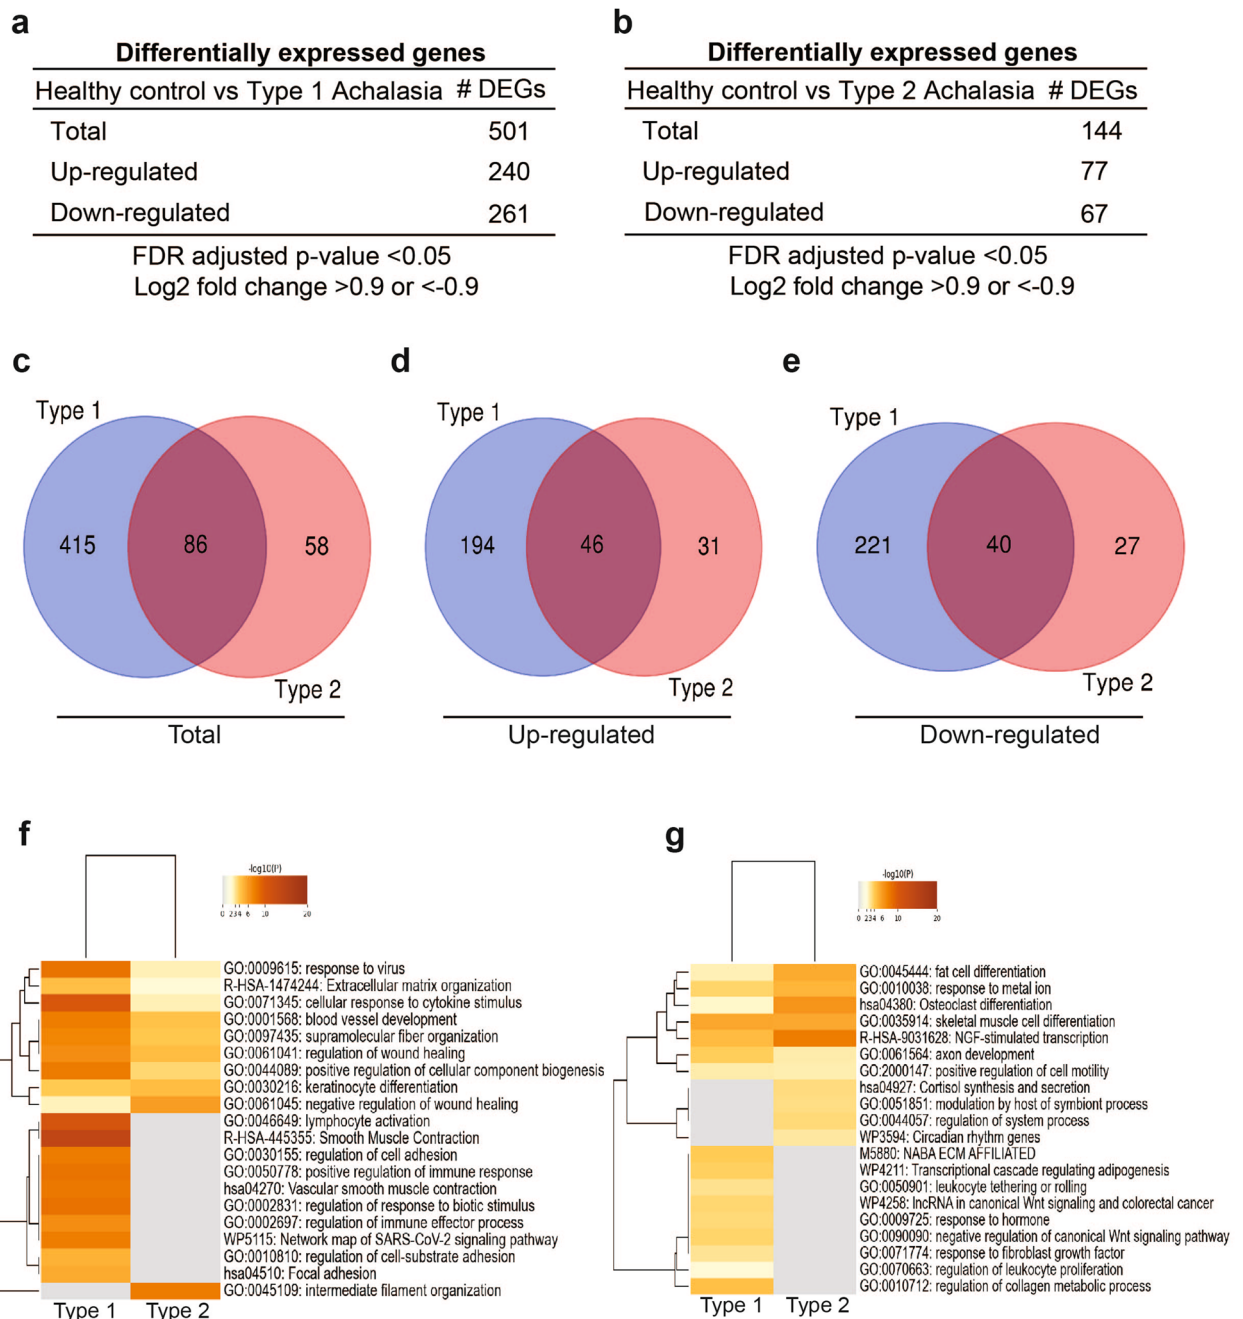 a
Differentially expressed genes
Healthy control vs Type 1 Achalasia # DEGs
Total 501
Up-regulated 240
Down-regulated 261
FDR adjusted p-value <0.05
Log2 fold change >0.9 or <-0.9
b
Differentially expressed genes
Healthy control vs Type 2 Achalasia # DEGs
Total 144
Up-regulated 77
Down-regulated 67
FDR adjusted p-value <0.05
Log2 fold change >0.9 or <-0.9
c
Type 1
415 86 58
Type 2
Total
d
Type 1
194 46 31
Type 2
Up-regulated
e
Type 1
221 40 27
Type 2
Down-regulated
f
-log10(P)
0 2 3 4 6 10 20
GO:0009615: response to virus
R-HSA-1474244: Extracellular matrix organization
GO:0071345: cellular response to cytokine stimulus
GO:0001568: blood vessel development
GO:0097435: supramolecular fiber organization
GO:0061041: regulation of wound healing
GO:0044089: positive regulation of cellular component biogenesis
GO:0030216: keratinocyte differentiation
GO:0061045: negative regulation of wound healing
GO:0046649: lymphocyte activation
R-HSA-445355: Smooth Muscle Contraction
GO:0030155: regulation of cell adhesion
GO:0050778: positive regulation of immune response
hsa04270: Vascular smooth muscle contraction
GO:0002831: regulation of response to biotic stimulus
GO:0002697: regulation of immune effector process
WP5115: Network map of SARS-CoV-2 signaling pathway
GO:0010810: regulation of cell-substrate adhesion
hsa04510: Focal adhesion
GO:0045109: intermediate filament organization
Type 1 Type 2
g
-log10(P)
0 2 3 4 6 10 20
GO:0045444: fat cell differentiation
GO:0010038: response to metal ion
hsa04380: Osteoclast differentiation
GO:0035914: skeletal muscle cell differentiation
R-HSA-9031628: NGF-stimulated transcription
GO:0061564: axon development
GO:2000147: positive regulation of cell motility
hsa04927: Cortisol synthesis and secretion
GO:0051851: modulation by host of symbiont process
GO:0044057: regulation of system process
WP3594: Circadian rhythm genes
M5880: NABA ECM AFFILIATED
WP4211: Transcriptional cascade regulating adipogenesis
GO:0050901: leukocyte tethering or rolling
WP4258: lncRNA in canonical Wnt signaling and colorectal cancer
GO:0009725: response to hormone
GO:0090090: negative regulation of canonical Wnt signaling pathway
GO:0071774: response to fibroblast growth factor
GO:0070663: regulation of leukocyte proliferation
GO:0010712: regulation of collagen metabolic process
Type 1 Type 2